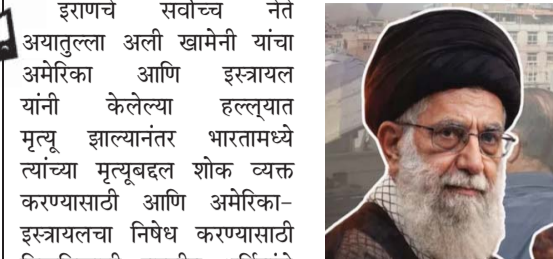 इराणचे सर्वोच्च नेते
अयातुल्ला अली खामेनी यांचा
अमेरिका आणि इस्त्रायल
यांनी केलेल्या हल्ल्यात
मृत्यू झाल्यानंतर भारतामध्ये
त्यांच्या मृत्यूबद्दल शोक व्यक्त
करण्यासाठी आणि अमेरिका-
इस्त्रायलचा निषेध करण्यासाठी